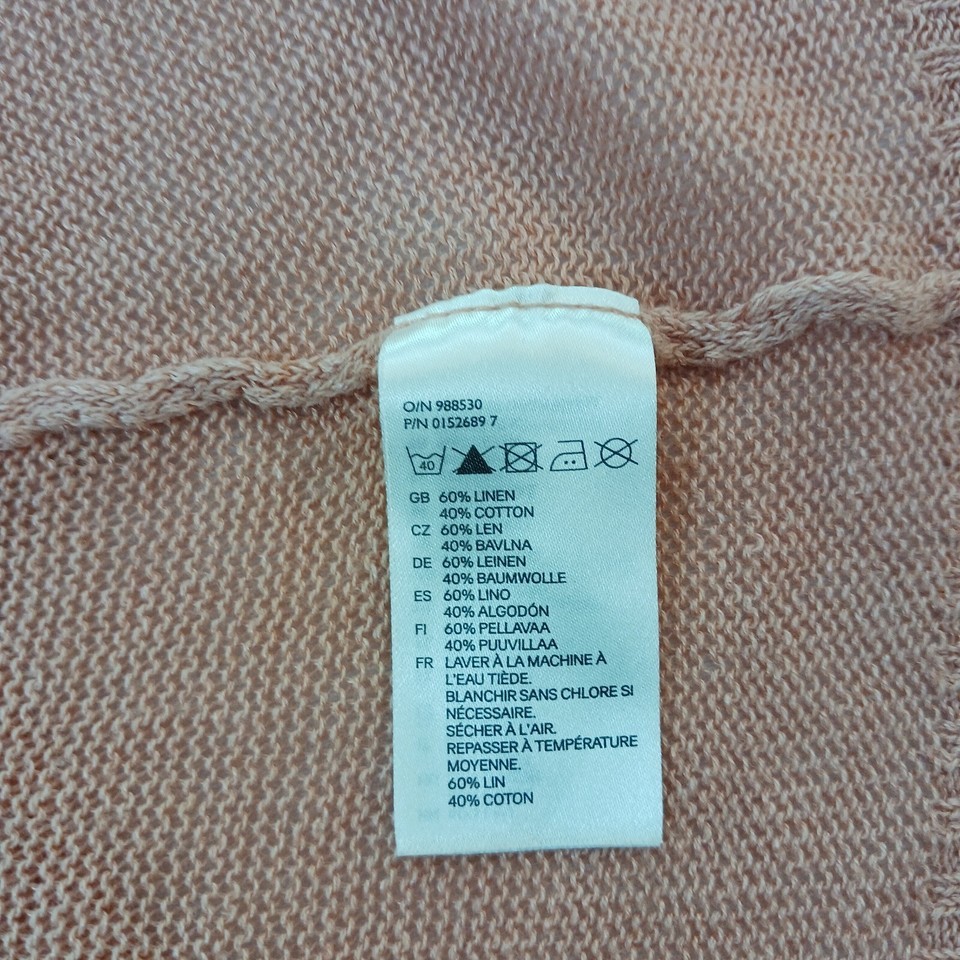 O/N 988530
P/N 0152689 7
40
GB 60% LINEN
40% COTTON
CZ 60% LEN
40% BAVLNA
DE 60% LEINEN
40% BAUMWOLLE
ES 60% LINO
40% ALGODÓN
FI 60% PELLAVAA
40% PUUVILLAA
FR LAVER À LA MACHINE À
L'EAU TIÈDE.
BLANCHIR SANS CHLORE SI
NÉCESSAIRE.
SÉCHER À L'AIR.
REPASSER À TEMPÉRATURE
MOYENNE.
60% LIN
40% COTON